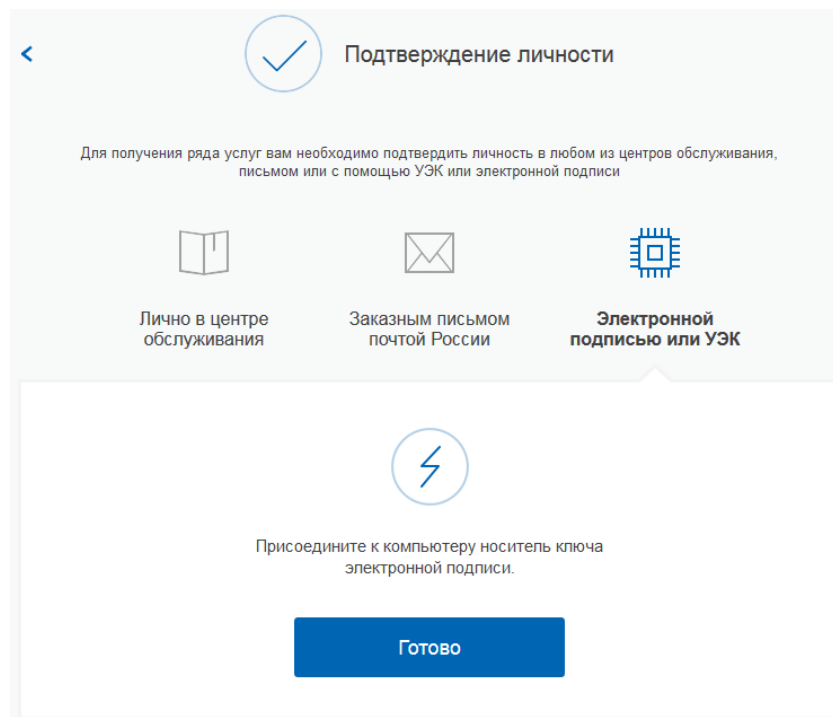 Подтверждение личности
Для получения ряда услуг вам необходимо подтвердить личность в любом из центров обслуживания,
письмом или с помощью УЭК или электронной подписи
Лично в центре
обслуживания
Заказным письмом
почтой России
Электронной
подписью или УЭК
Присоедините к компьютеру носитель ключа
электронной подписи.
Готово